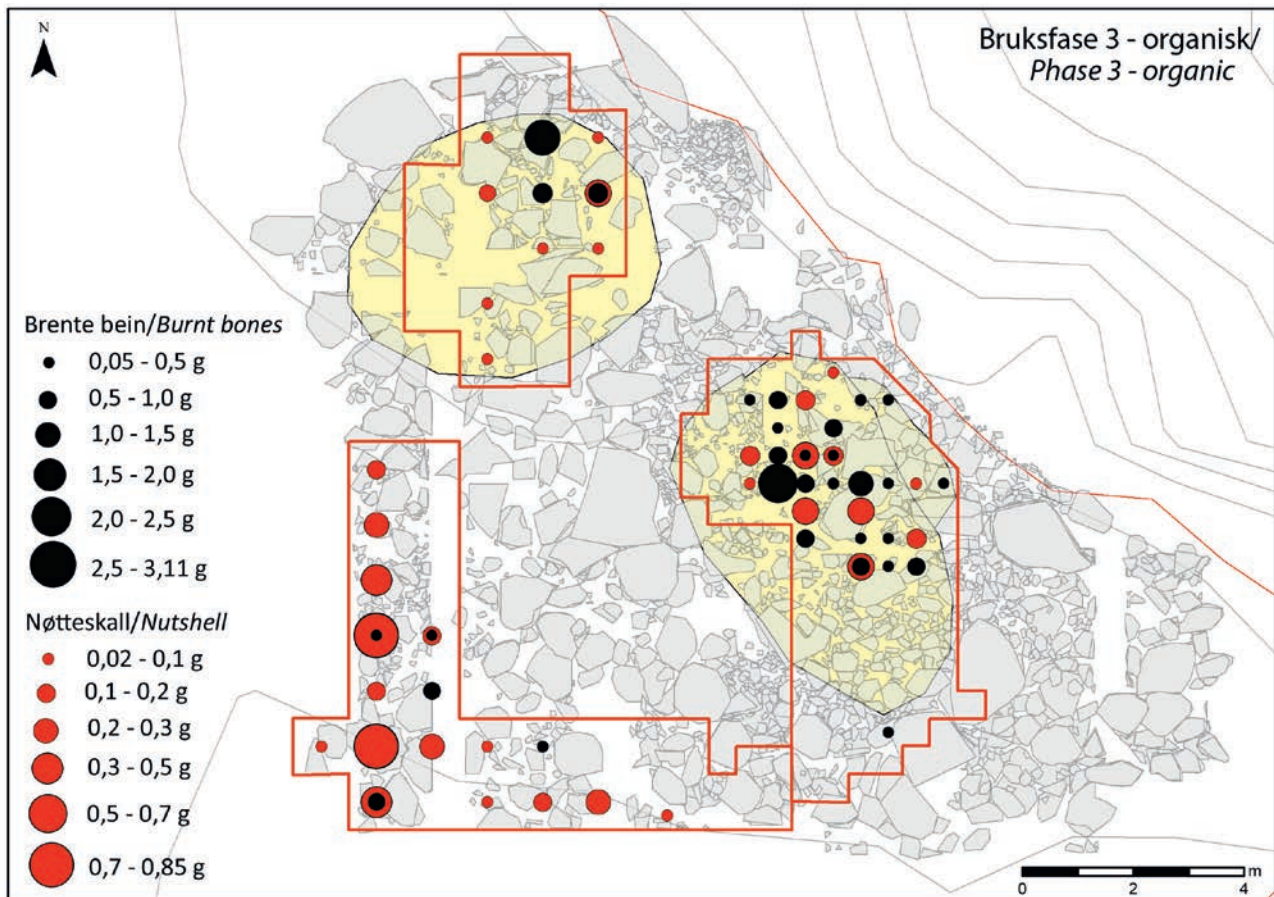 N
Bruksfase 3 - organisk/
Phase 3 - organic
Brente bein/Burnt bones
0,05 - 0,5 g
0,5 - 1,0 g
1,0 - 1,5 g
1,5 - 2,0 g
2,0 - 2,5 g
2,5 - 3,11 g
Nøtteskall/Nutshell
0,02 - 0,1 g
0,1 - 0,2 g
0,2 - 0,3 g
0,3 - 0,5 g
0,5 - 0,7 g
0,7 - 0,85 g
m
0 2 4